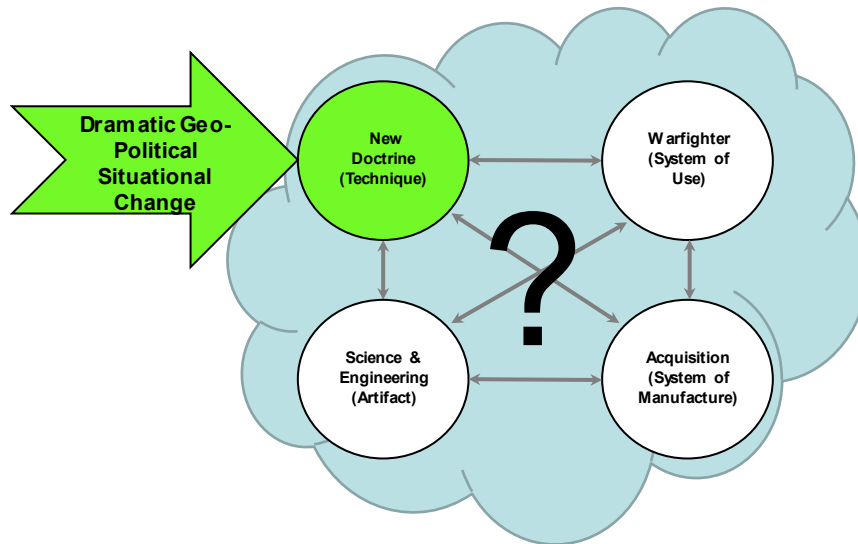 Dramatic Geo-
Political
Situational
Change
New
Doctrine
(Technique)
Warfighter
(System of
Use)
?
Science &
Engineering
(Artifact)
Acquisition
(System of
Manufacture)